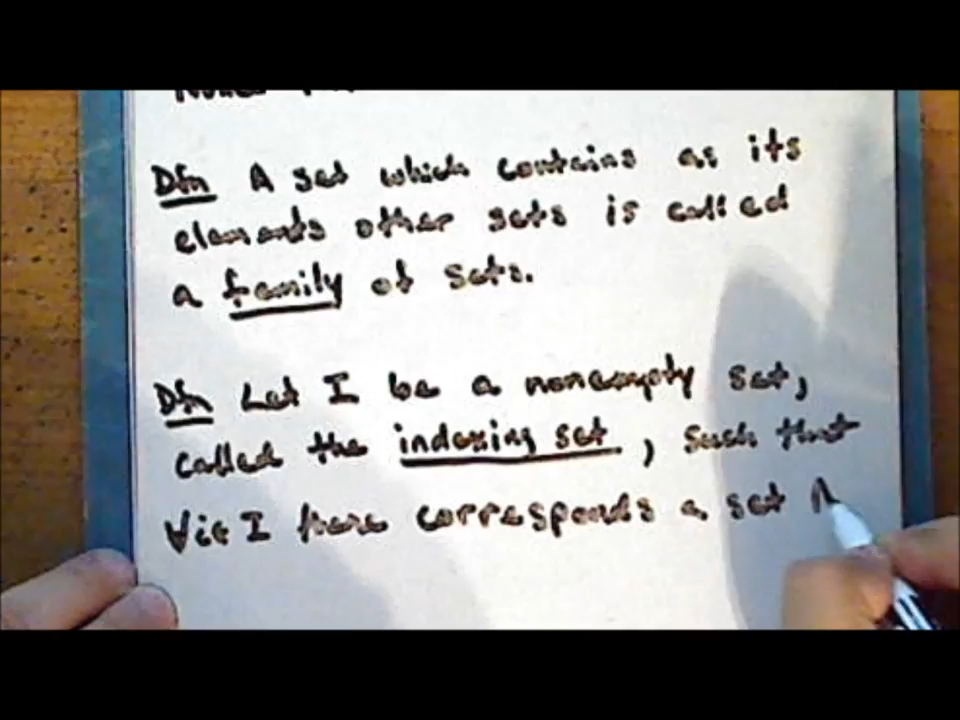 Dfn A set which contains as its
elements other sets is called
a family of sets.
Dfn Let I be a nonempty set,
called the indexing set, such that
∀i∈I there corresponds a set